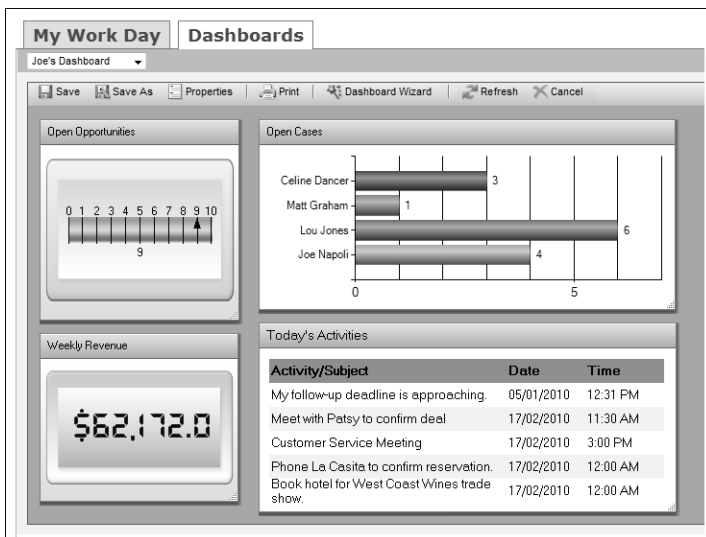 My Work Day Dashboards
Joe's Dashboard
Save Save As Properties Print Dashboard Wizard Refresh Cancel
Open Opportunities
0 1 2 3 4 5 6 7 8 9 10
9
Open Cases
Celine Dancer 3
Matt Graham 1
Lou Jones 6
Joe Napoli 4
0 5
Weekly Revenue
$62,172.0
Today's Activities
Activity/Subject Date Time
My follow-up deadline is approaching. 05/01/2010 12:31 PM
Meet with Patsy to confirm deal 17/02/2010 11:30 AM
Customer Service Meeting 17/02/2010 3:00 PM
Phone La Casita to confirm reservation. 17/02/2010 12:00 AM
Book hotel for West Coast Wines trade
show. 17/02/2010 12:00 AM